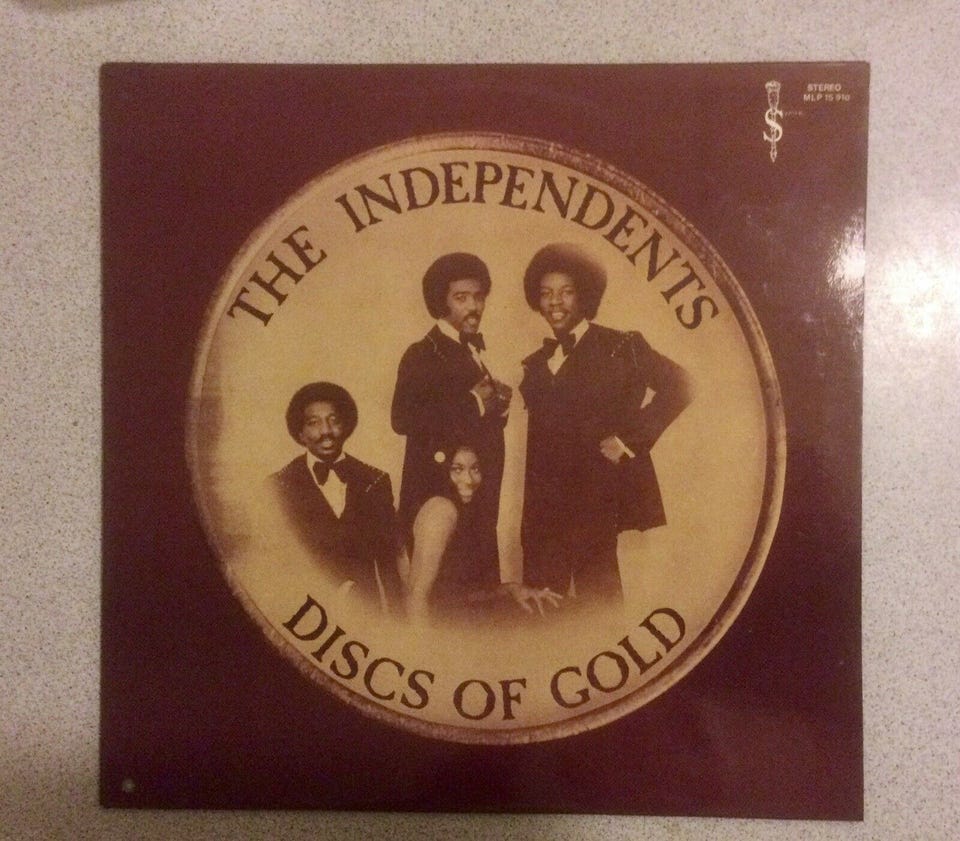 STEREO
MLP 15 910
THE INDEPENDENTS
DISCS OF GOLD